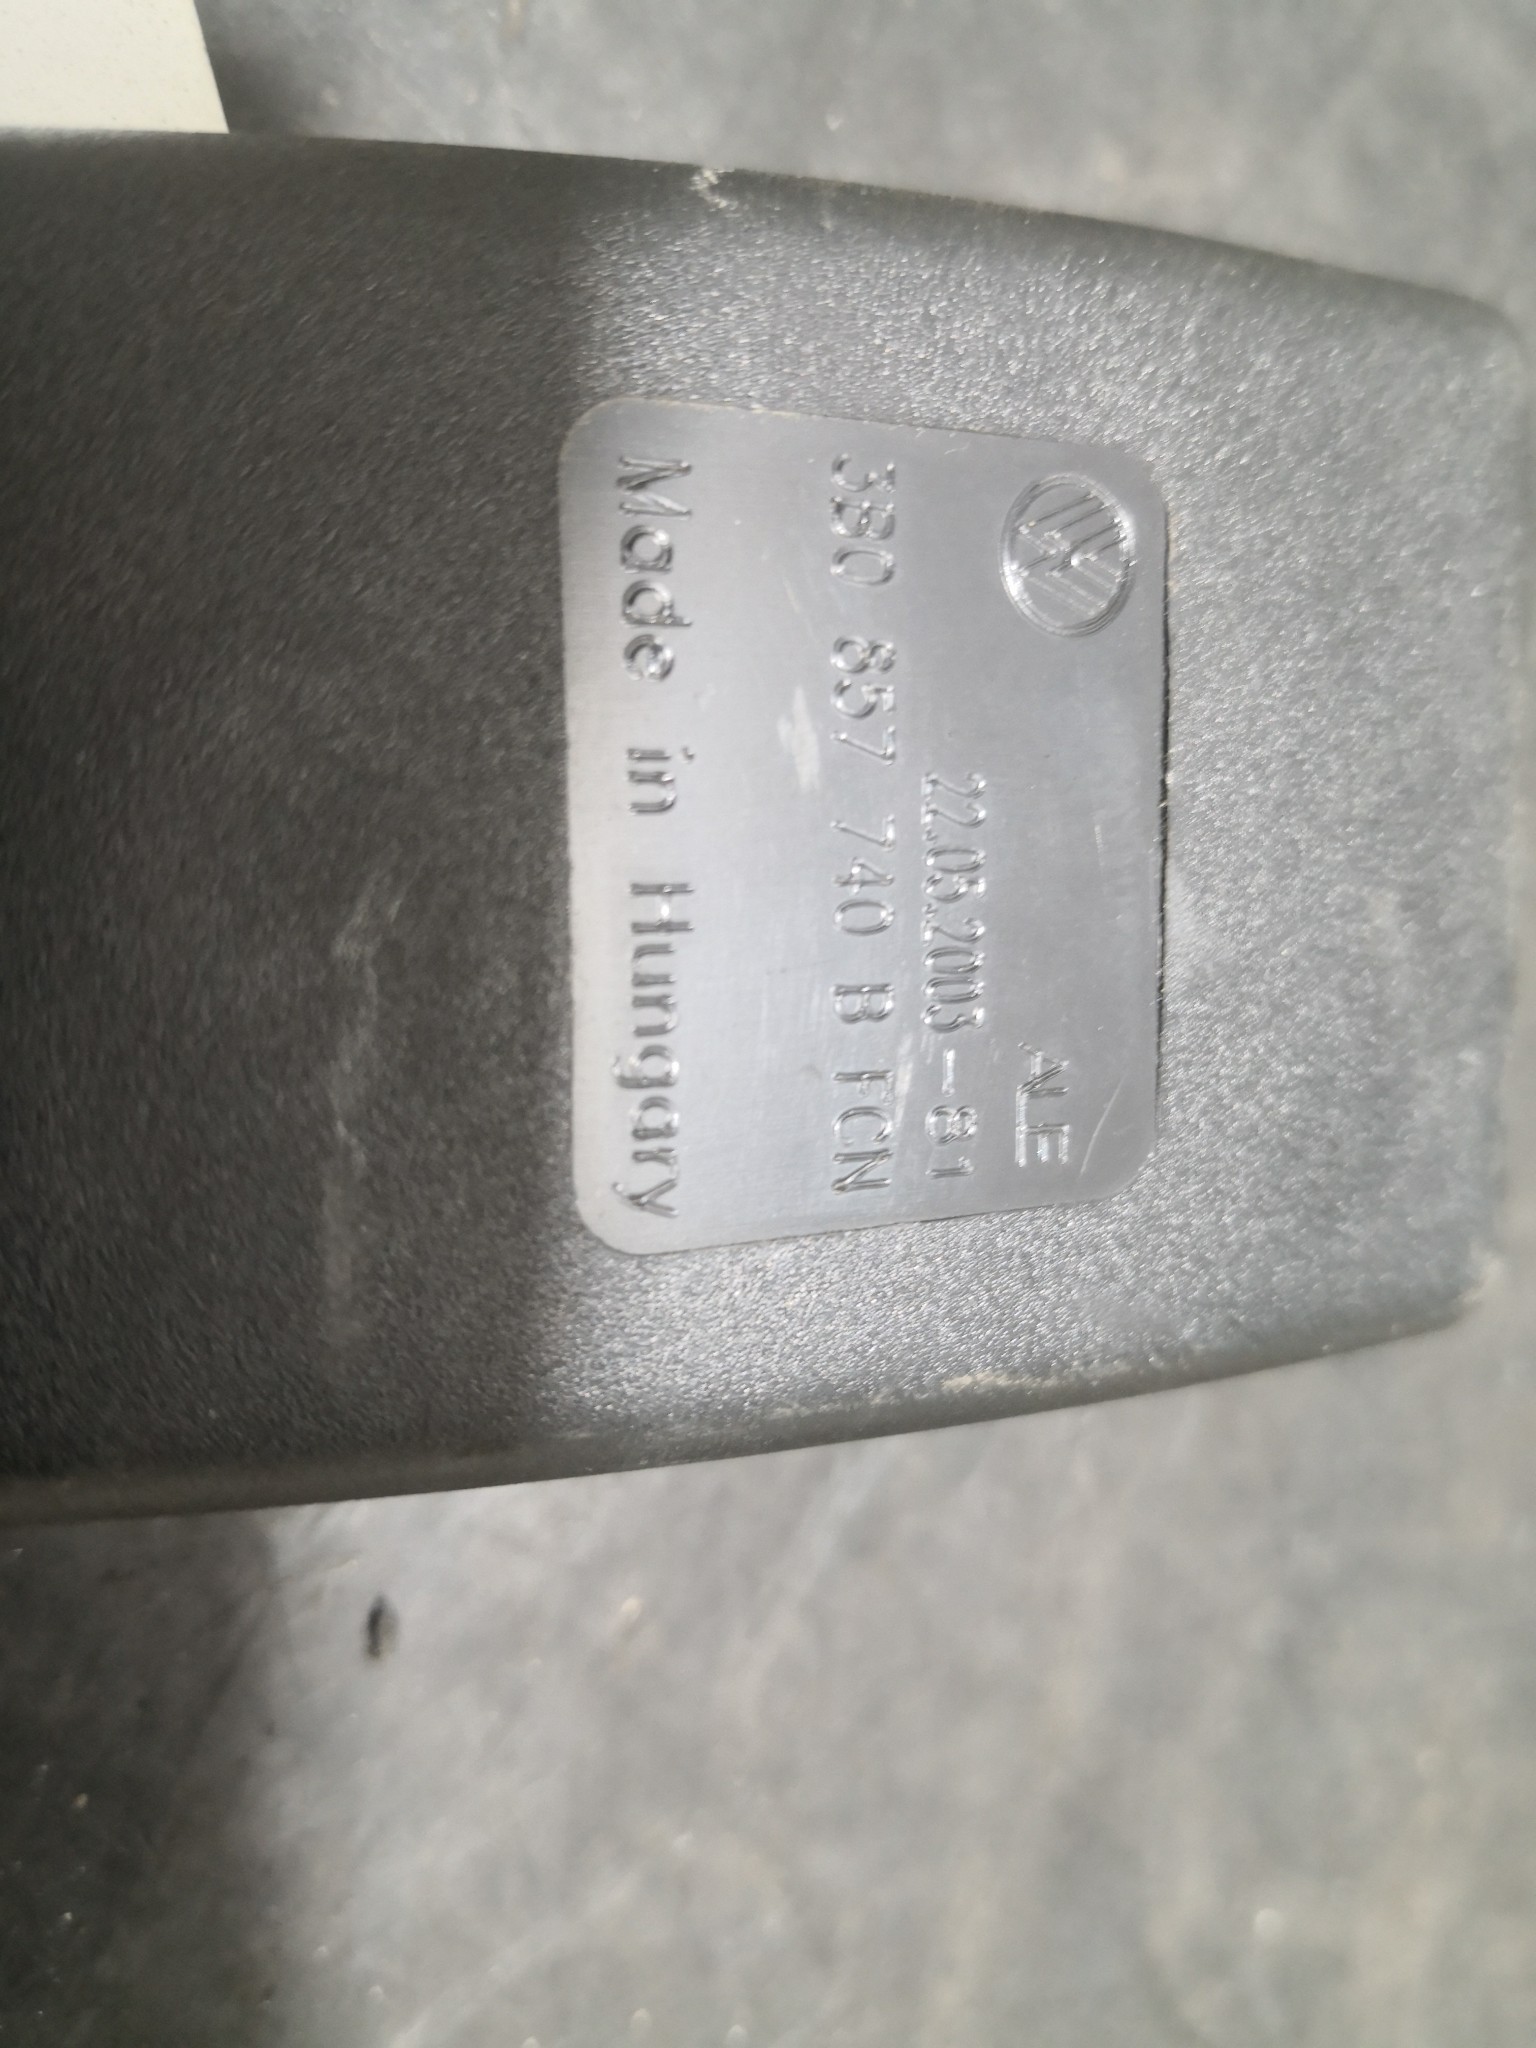 ALE
22.05.2003-81
3B0 857 740 B FCN
Made in Hungary